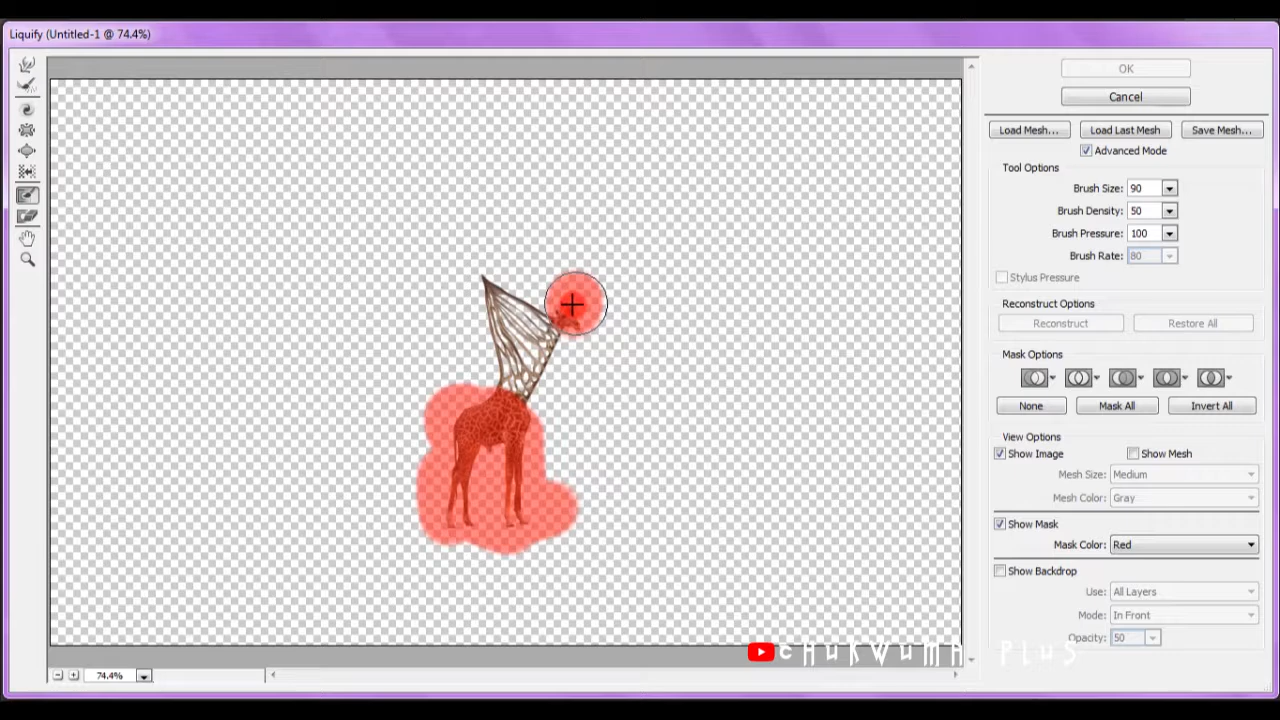 Liquify (Untitled-1 @ 74.4%)
OK
Cancel
Load Mesh... Load Last Mesh Save Mesh...
Advanced Mode
Tool Options
Brush Size: 90
Brush Density: 50
Brush Pressure: 100
Brush Rate: 80
Stylus Pressure
Reconstruct Options
Reconstruct Restore All
Mask Options
None Mask All Invert All
View Options
Show Image Show Mesh
Mesh Size: Medium
Mesh Color: Gray
Show Mask
Mask Color: Red
Show Backdrop
Use: All Layers
Mode: In Front
Opacity: 50
cHUKWUMA PLUS
74.4%